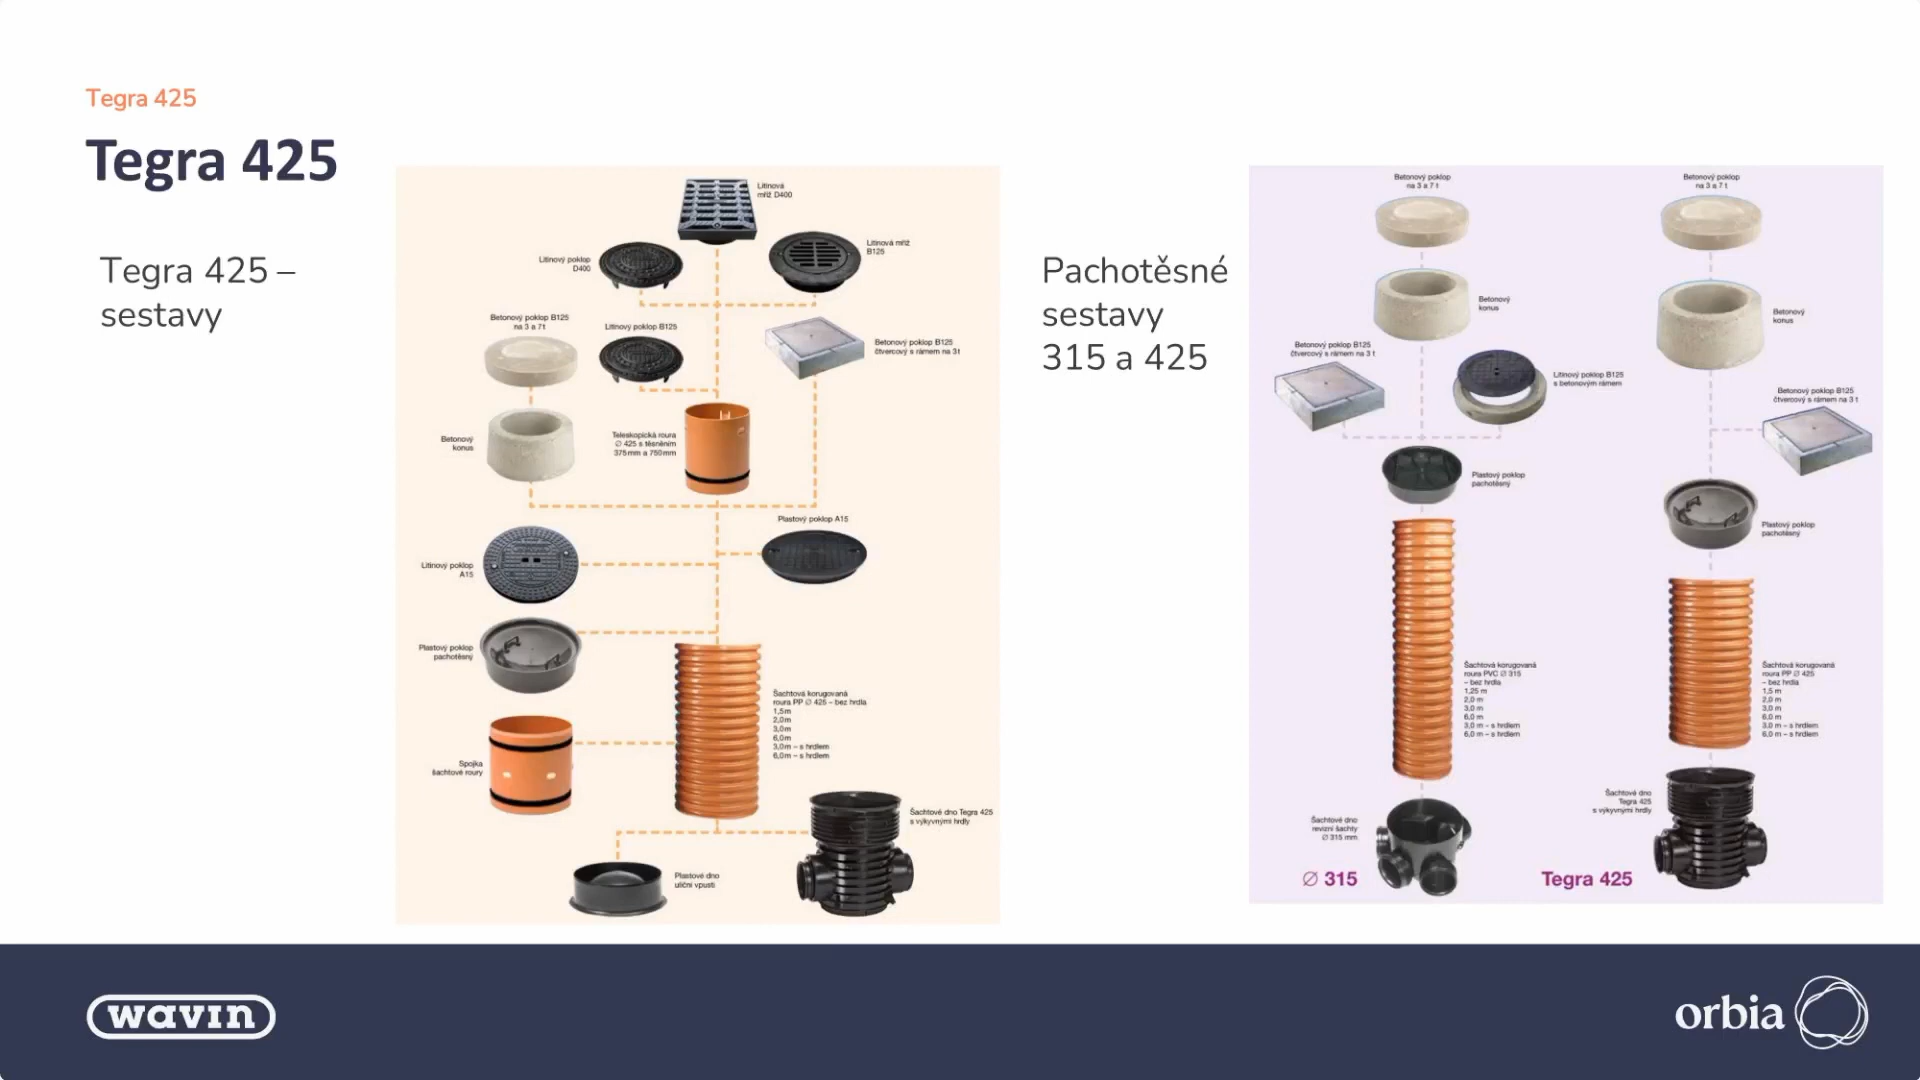 Tegra 425
Tegra 425
Tegra 425 –
sestavy
Litinová
mříž D400
Litinový poklop
D400
Litinová mříž
B125
Betonový poklop B125
na 3 a 7t
Litinový poklop B125
Betonový poklop B125
čtvercový s rámem na 3t
Betonový
konus
Teleskopická roura
∅ 425 s těsněním
375mm a 750mm
Plastový poklop A15
Litinový poklop
A15
Plastový poklop
pachotěsný
Šachtová korugovaná
roura PP ∅ 425 – bez hrdla
1,5m
2,0m
3,0m
6,0m
3,0m – s hrdlem
6,0m – s hrdlem
Spojka
šachtové roury
Šachtové dno Tegra 425
s výkyvnými hrdly
Plastové dno
uliční vpusti
Pachotěsné
sestavy
315 a 425
Betonový poklop
na 3 a 7 t
Betonový poklop
na 3 a 7 t
Betonový
konus
Betonový
konus
Betonový poklop B125
čtvercový s rámem na 3 t
Litinový poklop B125
s betonovým rámem
Betonový poklop B125
čtvercový s rámem na 3 t
Plastový poklop
pachotěsný
Plastový poklop
pachotěsný
Šachtová korugovaná
roura PVC ∅ 315
– bez hrdla
1,25 m
2,0 m
3,0 m
6,0 m
3,0 m – s hrdlem
6,0 m – s hrdlem
Šachtová korugovaná
roura PP ∅ 425
– bez hrdla
1,5 m
2,0 m
3,0 m
6,0 m
3,0 m – s hrdlem
6,0 m – s hrdlem
Šachtové dno
revizní šachty
∅ 315 mm
Šachtové dno
Tegra 425
s výkyvnými hrdly
∅ 315
Tegra 425
wavin
orbia